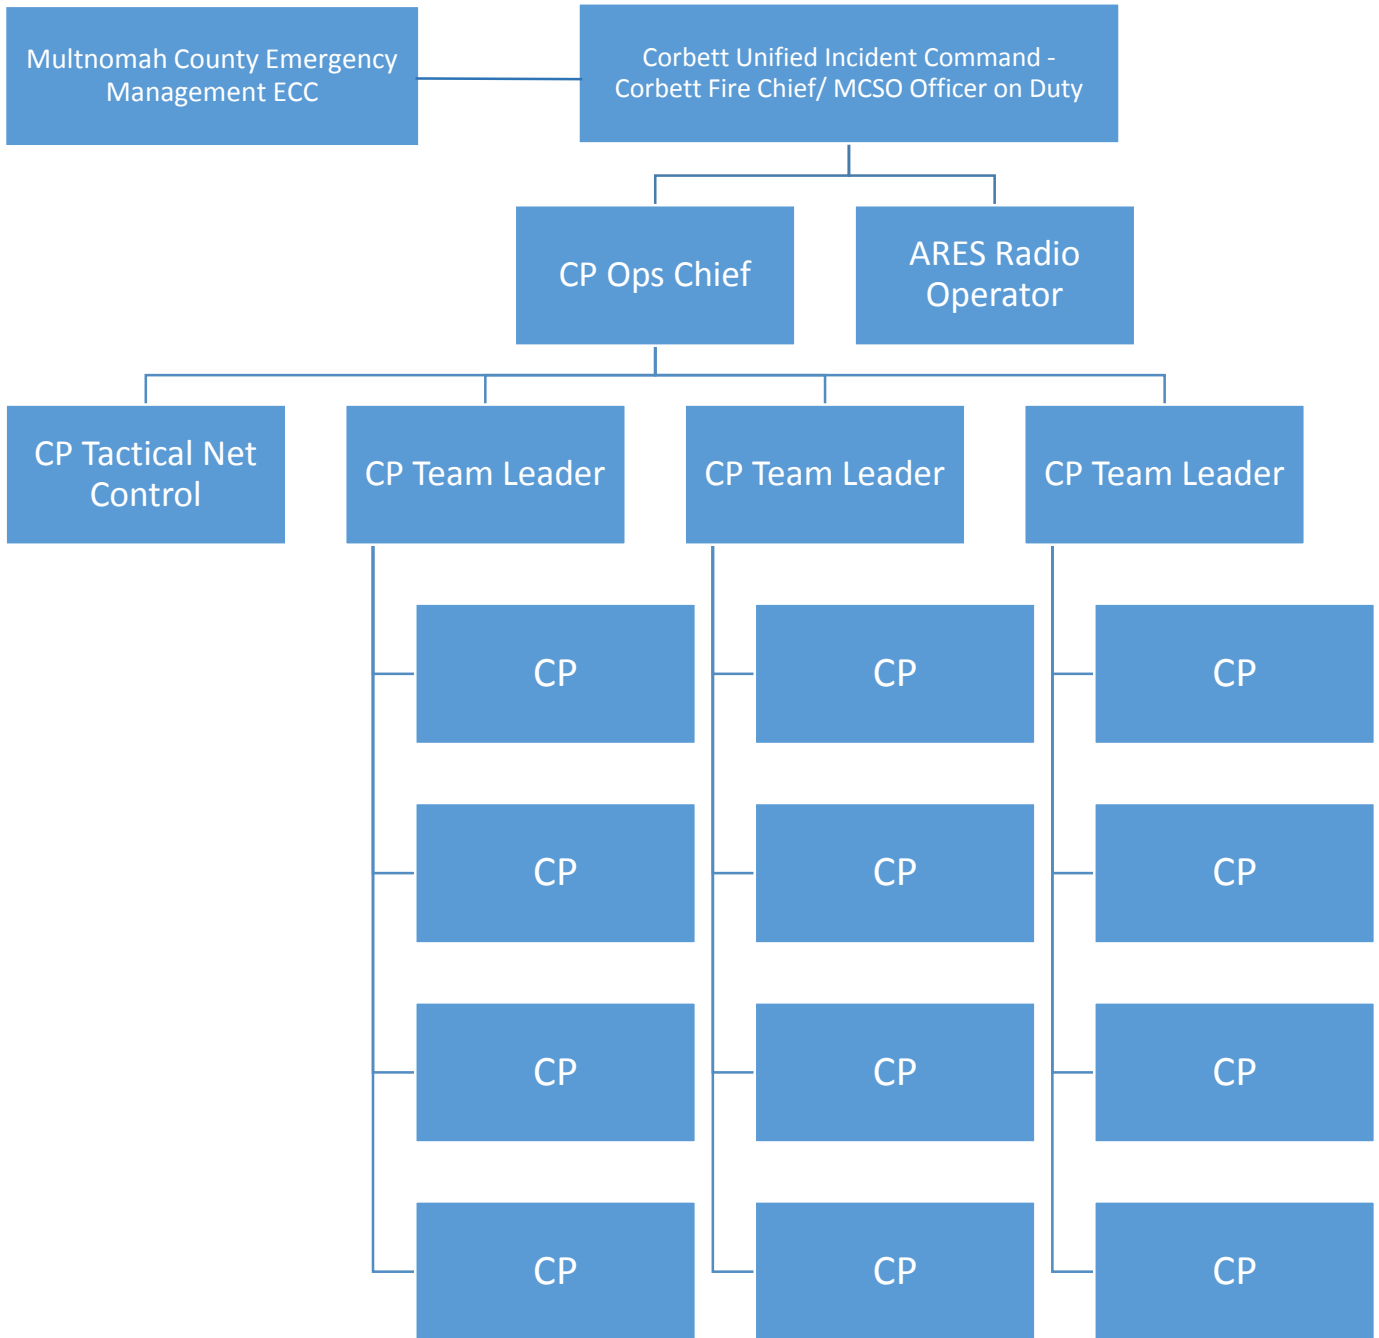 Multnomah County Emergency
Management ECC
Corbett Unified Incident Command -
Corbett Fire Chief/ MCSO Officer on Duty
CP Ops Chief
ARES Radio
Operator
CP Tactical Net
Control
CP Team Leader
CP Team Leader
CP Team Leader
CP
CP
CP
CP
CP
CP
CP
CP
CP
CP
CP
CP